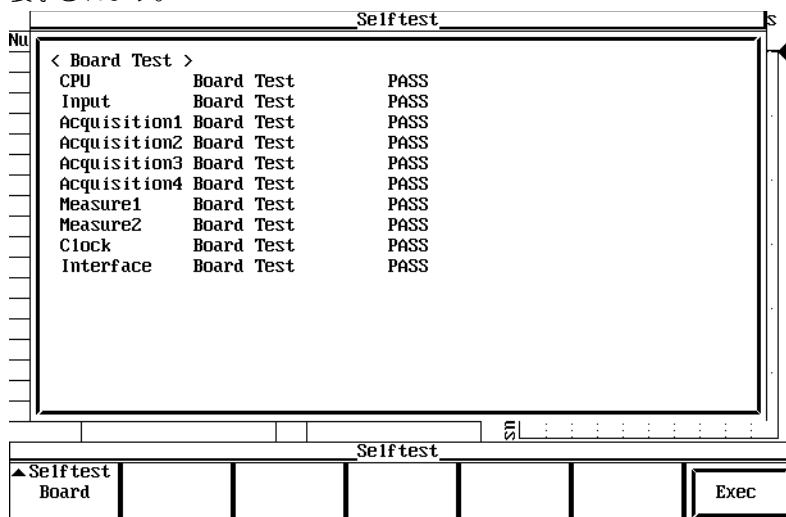 Selftest
s
Nu
< Board Test >
CPU Board Test PASS
Input Board Test PASS
Acquisition1 Board Test PASS
Acquisition2 Board Test PASS
Acquisition3 Board Test PASS
Acquisition4 Board Test PASS
Measure1 Board Test PASS
Measure2 Board Test PASS
Clock Board Test PASS
Interface Board Test PASS
Selftest
Selftest
Board
Exec